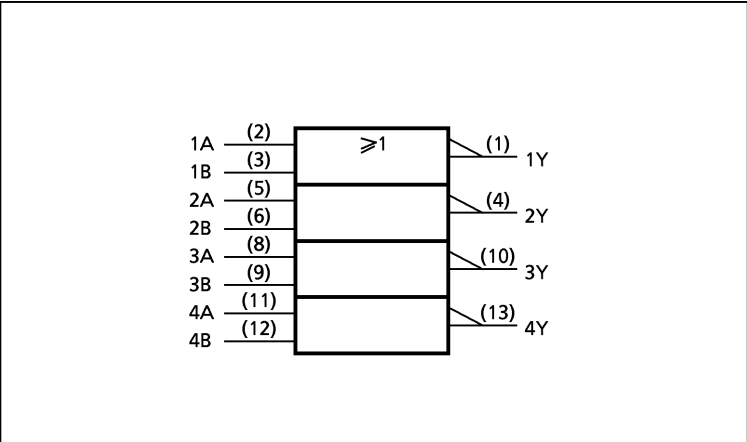 ⩾1
1A (2)
1B (3)
2A (5)
2B (6)
3A (8)
3B (9)
4A (11)
4B (12)
(1) 1Y
(4) 2Y
(10) 3Y
(13) 4Y